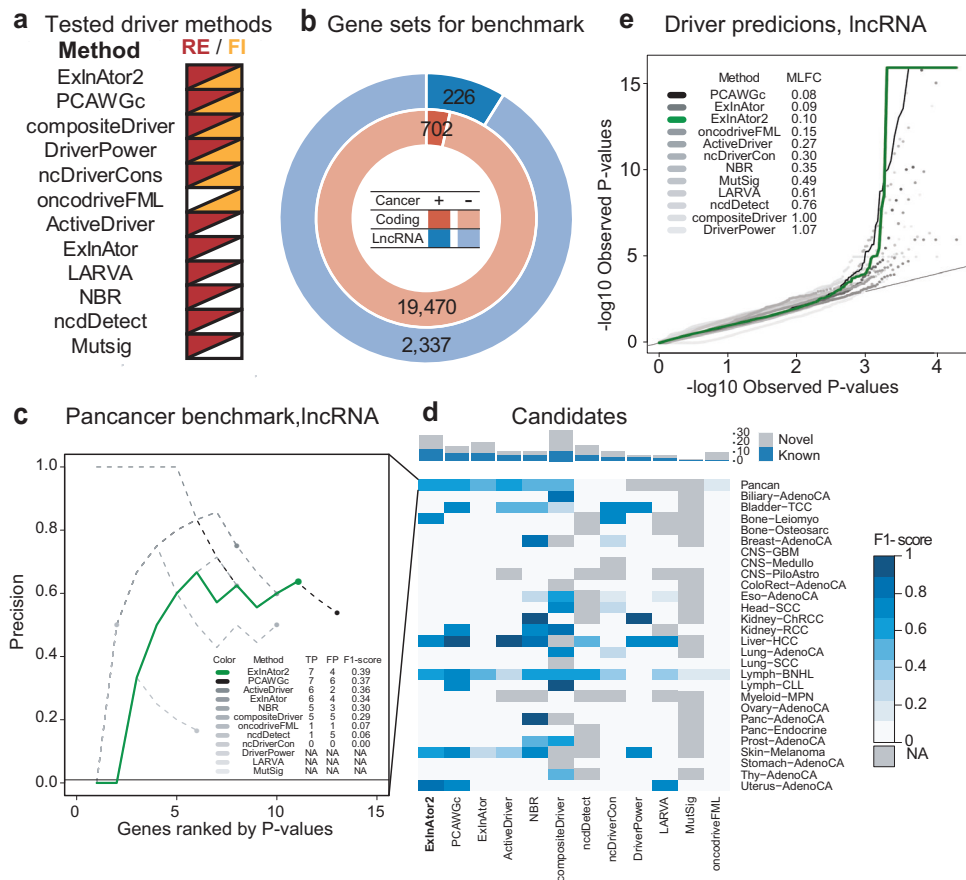 a Tested driver methods
Method RE / FI
ExInAtor2
PCAWGc
compositeDriver
DriverPower
ncDriverCons
oncodriveFML
ActiveDriver
ExInAtor
LARVA
NBR
ncdDetect
Mutsig
b Gene sets for benchmark
226
702
Cancer + −
Coding
LncRNA
19,470
2,337
e Driver predicions, lncRNA
15
10
5
0
-log10 Observed P-values
Method MLFC
PCAWGc 0.08
ExInAtor 0.09
ExInAtor2 0.10
oncodriveFML 0.15
ActiveDriver 0.27
ncDriverCon 0.30
NBR 0.35
MutSig 0.49
LARVA 0.61
ncdDetect 0.76
compositeDriver 1.00
DriverPower 1.07
0 1 2 3 4
-log10 Observed P-values
c Pancancer benchmark,lncRNA
1.0
0.8
0.6
0.4
0.2
0.0
Precision
Color Method TP FP F1-score
ExInAtor2 7 4 0.39
PCAWGc 7 6 0.37
ActiveDriver 6 2 0.36
ExInAtor 6 4 0.34
NBR 5 3 0.30
compositeDriver 5 5 0.29
oncodriveFML 1 1 0.07
ncdDetect 1 5 0.06
ncDriverCon 0 0 0.00
DriverPower NA NA NA
LARVA NA NA NA
MutSig NA NA NA
0 5 10 15
Genes ranked by P-values
d Candidates
30
20
10
0
Novel
Known
Pancan
Biliary−AdenoCA
Bladder−TCC
Bone−Leiomyo
Bone−Osteosarc
Breast−AdenoCA
CNS−GBM
CNS−Medullo
CNS−PiloAstro
ColoRect−AdenoCA
Eso−AdenoCA
Head−SCC
Kidney−ChRCC
Kidney−RCC
Liver−HCC
Lung−AdenoCA
Lung−SCC
Lymph−BNHL
Lymph−CLL
Myeloid−MPN
Ovary−AdenoCA
Panc−AdenoCA
Panc−Endocrine
Prost−AdenoCA
Skin−Melanoma
Stomach−AdenoCA
Thy−AdenoCA
Uterus−AdenoCA
ExInAtor2
PCAWGc
ExInAtor
ActiveDriver
NBR
compositeDriver
ncdDetect
ncDriverCon
DriverPower
LARVA
MutSig
oncodriveFML
F1-score
1
0.8
0.6
0.4
0.2
0
NA